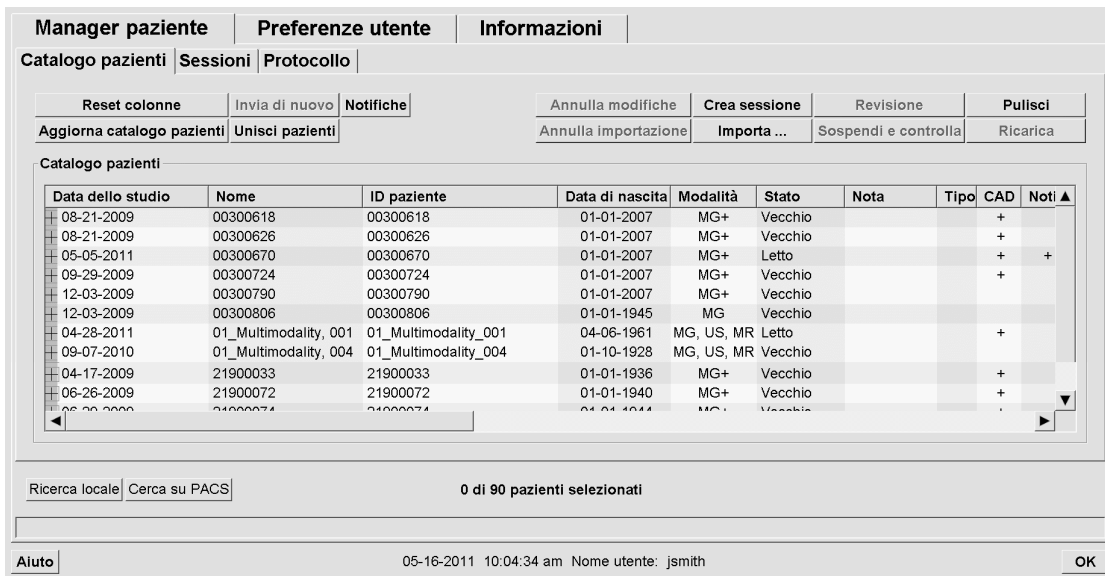 Manager paziente Preferenze utente Informazioni
Catalogo pazienti Sessioni Protocollo
Reset colonne Invia di nuovo Notifiche Annulla modifiche Crea sessione Revisione Pulisci
Aggiorna catalogo pazienti Unisci pazienti Annulla importazione Importa ... Sospendi e controlla Ricarica
Catalogo pazienti
Data dello studio Nome ID paziente Data di nascita Modalità Stato Nota Tipo CAD Noti
08-21-2009 00300618 00300618 01-01-2007 MG+ Vecchio +
08-21-2009 00300626 00300626 01-01-2007 MG+ Vecchio +
05-05-2011 00300670 00300670 01-01-2007 MG+ Letto + +
09-29-2009 00300724 00300724 01-01-2007 MG+ Vecchio +
12-03-2009 00300790 00300790 01-01-2007 MG+ Vecchio
12-03-2009 00300806 00300806 01-01-1945 MG Vecchio
04-28-2011 01_Multimodality, 001 01_Multimodality_001 04-06-1961 MG, US, MR Letto +
09-07-2010 01_Multimodality, 004 01_Multimodality_004 01-10-1928 MG, US, MR Vecchio
04-17-2009 21900033 21900033 01-01-1936 MG+ Vecchio +
06-26-2009 21900072 21900072 01-01-1940 MG+ Vecchio +
Ricerca locale Cerca su PACS 0 di 90 pazienti selezionati
Aiuto 05-16-2011 10:04:34 am Nome utente: jsmith OK